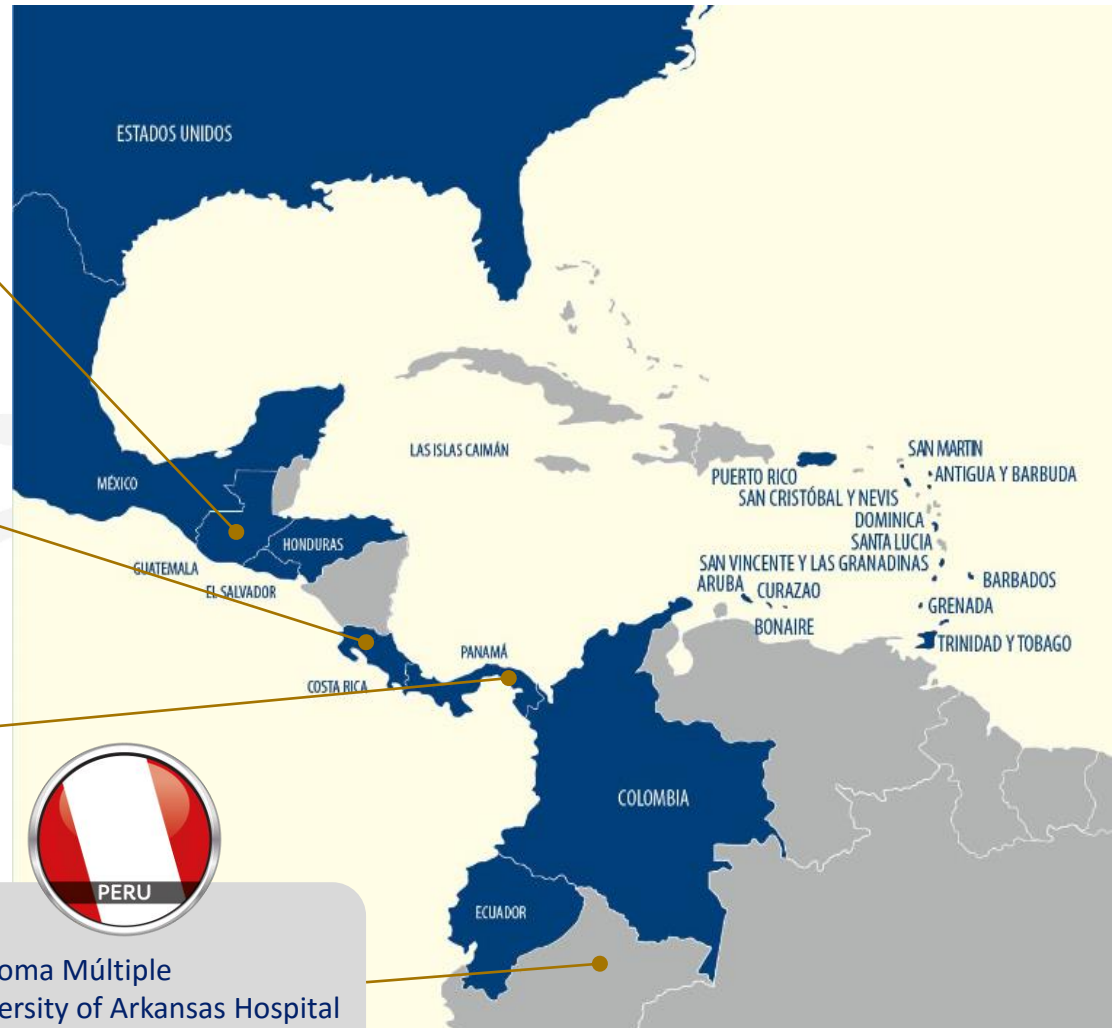 ESTADOS UNIDOS
LAS ISLAS CAIMÁN
SAN MARTIN
PUERTO RICO
ANTIGUA Y BARBUDA
MÉXICO
SAN CRISTÓBAL Y NEVIS
DOMINICA
SANTA LUCIA
HONDURAS
SAN VINCENTE Y LAS GRANADINAS
GUATEMALA
BARBADOS
ARUBA
CURAZAO
EL SALVADOR
GRENADA
BONAIRE
TRINIDAD Y TOBAGO
PANAMÁ
COSTA RICA
COLOMBIA
PERU
ECUADOR
oma Múltiple
ersity of Arkansas Hospital